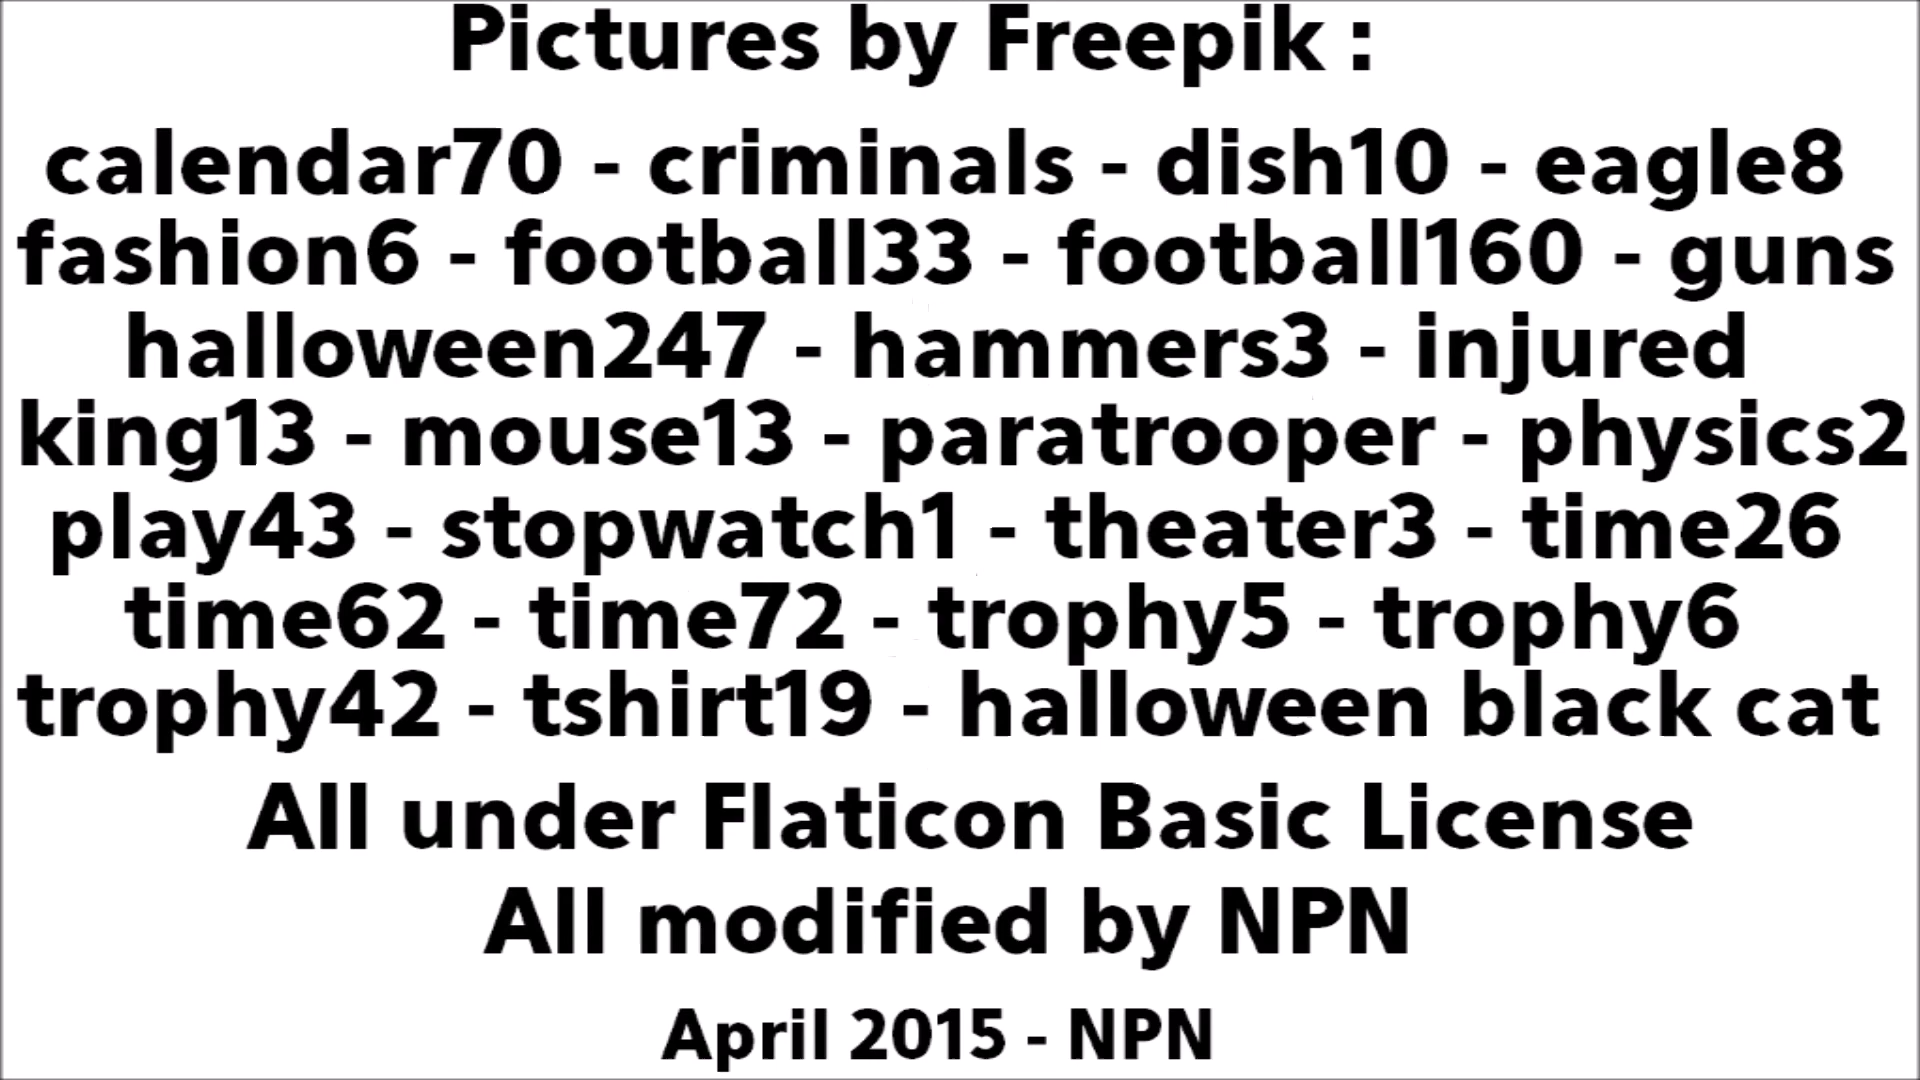 Pictures by Freepik :
calendar70 - criminals - dish10 - eagle8
fashion6 - football33 - football160 - guns
halloween247 - hammers3 - injured
king13 - mouse13 - paratrooper - physics2
play43 - stopwatch1 - theater3 - time26
time62 - time72 - trophy5 - trophy6
trophy42 - tshirt19 - halloween black cat
All under Flaticon Basic License
All modified by NPN
April 2015 - NPN